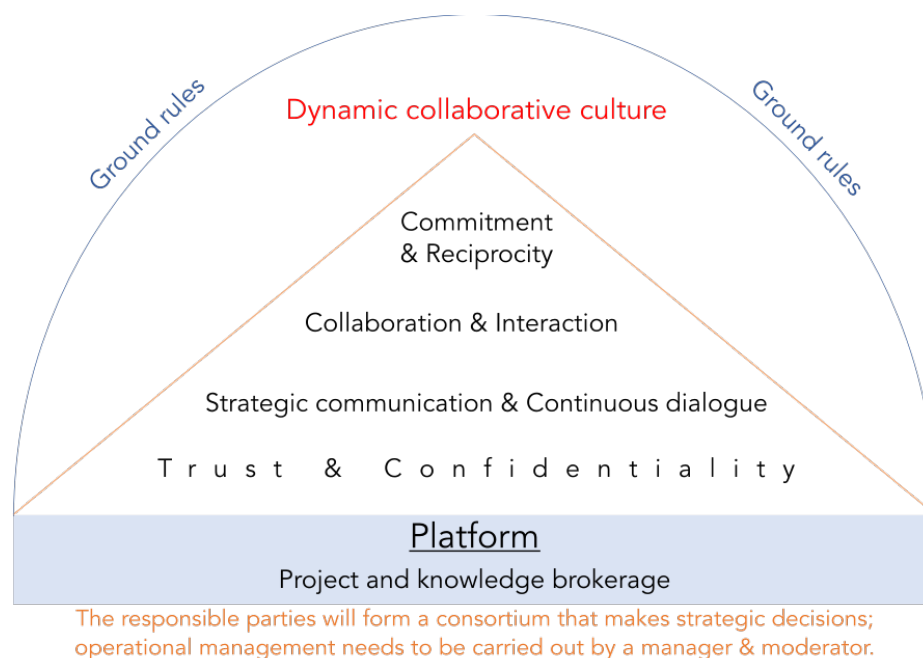 Ground rules
Ground rules
Dynamic collaborative culture
Commitment
& Reciprocity
Collaboration & Interaction
Strategic communication & Continuous dialogue
Trust & Confidentiality
Platform
Project and knowledge brokerage
The responsible parties will form a consortium that makes strategic decisions;
operational management needs to be carried out by a manager & moderator.